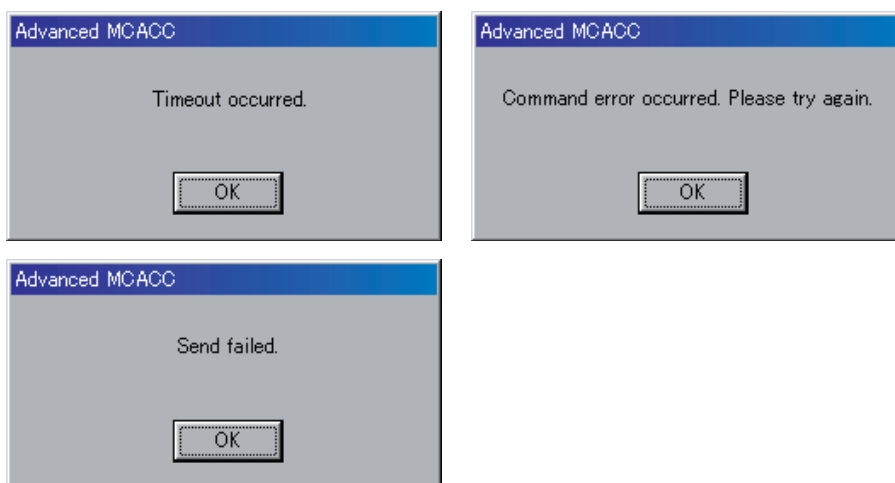 Advanced MCACC
Timeout occurred.
OK
Advanced MCACC
Command error occurred. Please try again.
OK
Advanced MCACC
Send failed.
OK